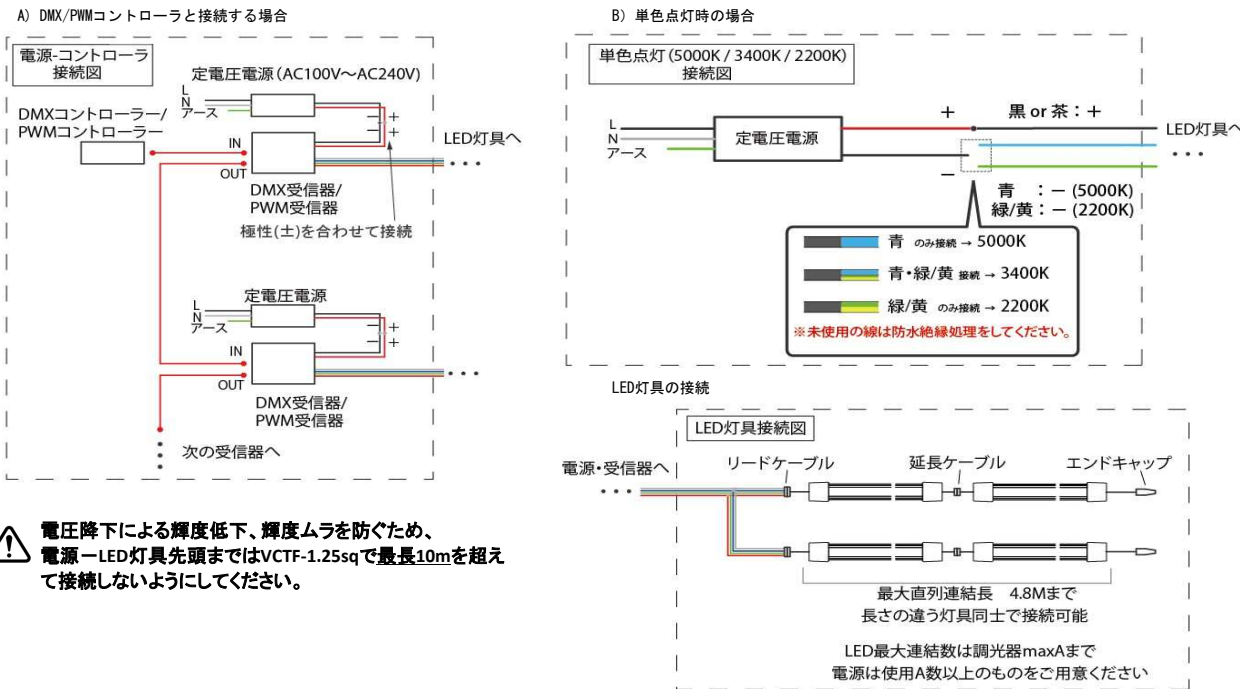 A) DMX/PWMコントローラと接続する場合
電源-コントローラ
接続図
定電圧電源(AC100V～AC240V)
L
N
アース
DMXコントローラー/
PWMコントローラー
IN
OUT
－ ＋
－ ＋
LED灯具へ
・・・
DMX受信器/
PWM受信器
極性(±)を合わせて接続
定電圧電源
L
N
アース
－ ＋
－ ＋
IN
OUT
・・・
DMX受信器/
PWM受信器
次の受信器へ
電圧降下による輝度低下、輝度ムラを防ぐため、
電源－LED灯具先頭まではVCTF-1.25sqで最長10mを超え
て接続しないようにしてください。
B) 単色点灯時の場合
単色点灯(5000K / 3400K / 2200K)
接続図
L
N
アース
定電圧電源
＋
黒 or 茶：＋
LED灯具へ
・・・
－
青 ：－(5000K)
緑/黄：－(2200K)
青 のみ接続 → 5000K
青・緑/黄 接続 → 3400K
緑/黄 のみ接続 → 2200K
※未使用の線は防水絶縁処理をしてください。
LED灯具の接続
LED灯具接続図
電源・受信器へ
・・・
リードケーブル
延長ケーブル
エンドキャップ
最大直列連結長 4.8Mまで
長さの違う灯具同士で接続可能
LED最大連結数は調光器maxAまで
電源は使用A数以上のものをご用意ください